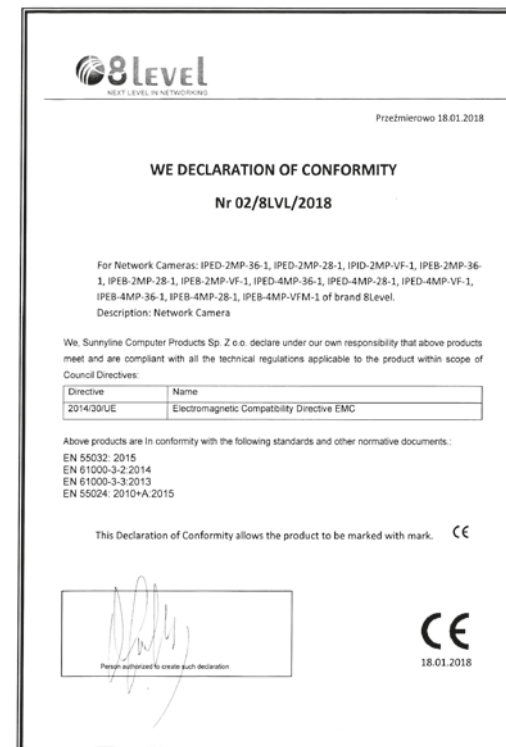 8level
NEXT LEVEL IN NETWORKING
Przeźmierowo 18.01.2018
WE DECLARATION OF CONFORMITY
Nr 02/8LVL/2018
For Network Cameras: IPED-2MP-36-1, IPED-2MP-28-1, IPID-2MP-VF-1, IPEB-2MP-36-
1, IPEB-2MP-28-1, IPEB-2MP-VF-1, IPED-4MP-36-1, IPED-4MP-28-1, IPED-4MP-VF-1,
IPEB-4MP-36-1, IPEB-4MP-28-1, IPEB-4MP-VFM-1 of brand 8Level.
Description: Network Camera
We, Sunnyline Computer Products Sp. Z o.o. declare under our own responsibility that above products
meet and are compliant with all the technical regulations applicable to the product within scope of
Council Directives:
Directive Name
2014/30/UE Electromagnetic Compatibility Directive EMC
Above products are In conformity with the following standards and other normative documents.:
EN 55032: 2015
EN 61000-3-2:2014
EN 61000-3-3:2013
EN 55024: 2010+A:2015
This Declaration of Conformity allows the product to be marked with mark. CE
Person authorized to create such declaration
CE
18.01.2018